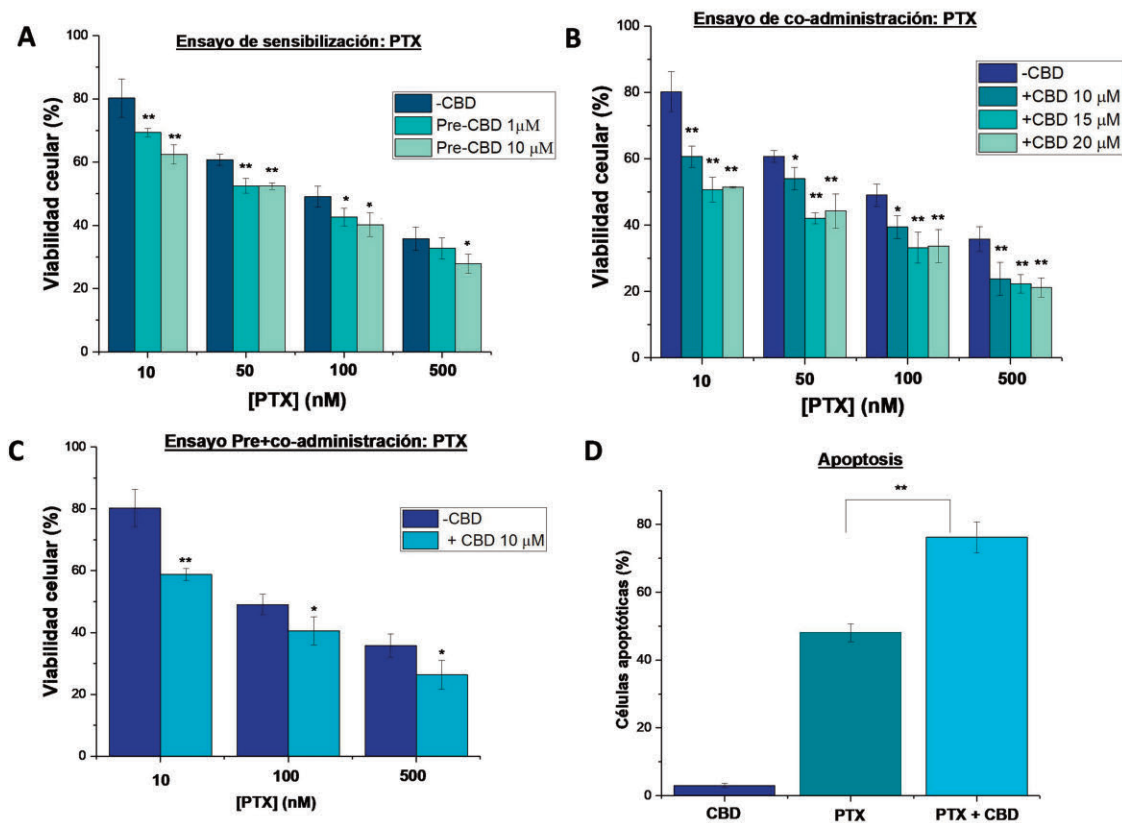 A
Ensayo de sensibilización: PTX
-CBD
Pre-CBD 1μM
Pre-CBD 10 μM
Viabilidad ceular (%)
100
80
60
40
20
0
** ** ** ** * * *
10 50 100 500
[PTX] (nM)
B
Ensayo de co-administración: PTX
-CBD
+CBD 10 μM
+CBD 15 μM
+CBD 20 μM
Viabilidad celular (%)
100
80
60
40
20
0
** ** ** * ** ** * ** ** ** ** **
10 50 100 500
[PTX] (nM)
C
Ensayo Pre+co-administración: PTX
-CBD
+ CBD 10 μM
Viabilidad celular (%)
100
80
60
40
20
0
** * *
10 100 500
[PTX] (nM)
D
Apoptosis
**
Células apoptóticas (%)
80
60
40
20
0
CBD PTX PTX + CBD